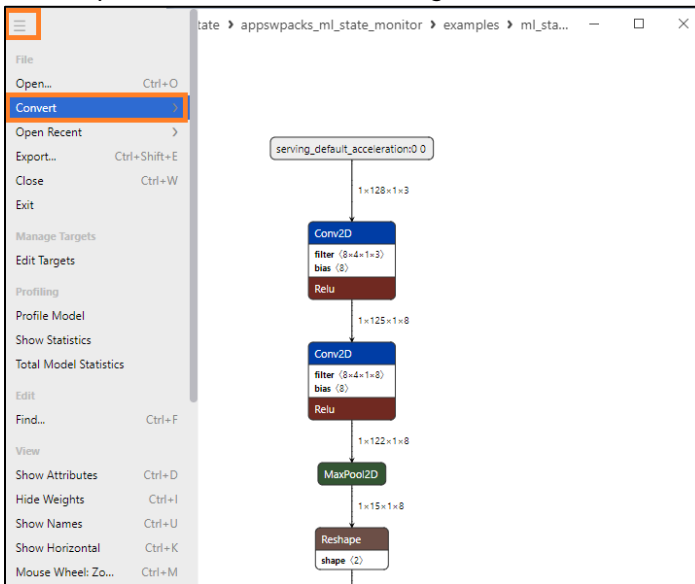 tate > appswpacks_ml_state_monitor > examples > ml_sta...
File
Open... Ctrl+O
Convert >
Open Recent >
Export... Ctrl+Shift+E
Close Ctrl+W
Exit
Manage Targets
Edit Targets
Profiling
Profile Model
Show Statistics
Total Model Statistics
Edit
Find... Ctrl+F
View
Show Attributes Ctrl+D
Hide Weights Ctrl+I
Show Names Ctrl+U
Show Horizontal Ctrl+K
Mouse Wheel: Zo... Ctrl+M
serving_default_acceleration:0 0
1×128×1×3
Conv2D
filter ⟨8×4×1×3⟩
bias ⟨8⟩
Relu
1×125×1×8
Conv2D
filter ⟨8×4×1×8⟩
bias ⟨8⟩
Relu
1×122×1×8
MaxPool2D
1×15×1×8
Reshape
shape ⟨2⟩